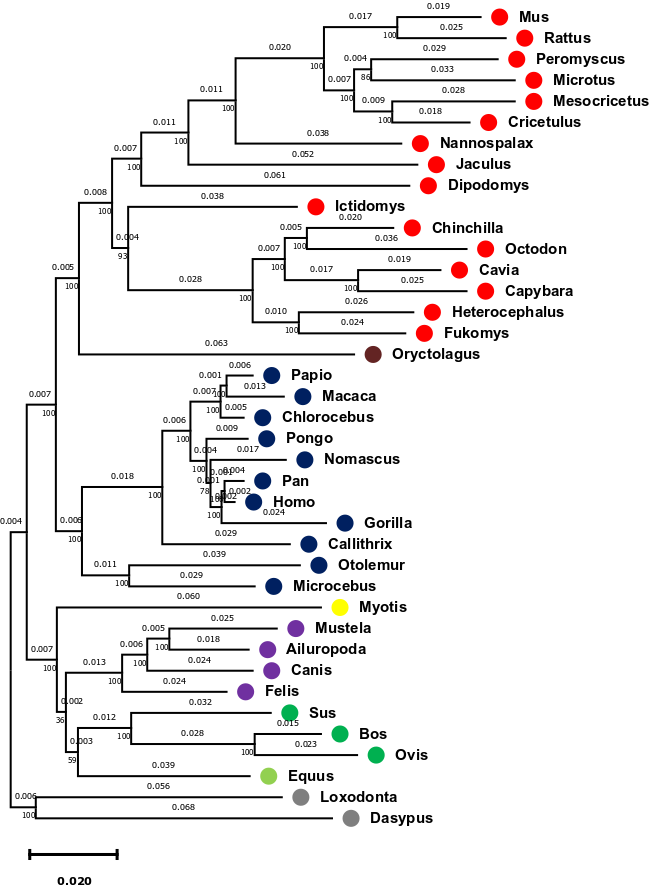 0.019
Mus
0.017
0.025
Rattus
100
100
0.029
Peromyscus
0.020
0.004
0.033
Microtus
100
0.007
86
0.028
Mesocricetus
0.011
100
0.009
0.018
Cricetulus
100
100
0.038
Nannospalax
0.011
100
0.052
Jaculus
0.007
100
0.061
Dipodomys
0.008
100
0.038
Ictidomys
100
0.004
93
0.020
Chinchilla
0.005
0.036
Octodon
0.007
100
0.019
Cavia
0.005
100
0.017
0.025
Capybara
100
0.028
100
0.026
Heterocephalus
100
0.010
0.024
Fukomys
100
0.063
Oryctolagus
0.006
Papio
0.001
0.013
Macaca
0.007
100
0.005
Chlorocebus
0.007
100
100
0.006
0.009
Pongo
0.004
0.017
Nomascus
100
0.001
0.004
Pan
0.018
78
0.002
Homo
100
0.002
0.024
Gorilla
100
0.029
Callithrix
0.004
0.006
0.039
Otolemur
100
0.011
0.029
Microcebus
100
0.060
Myotis
0.025
Mustela
0.005
0.018
Ailuropoda
0.006
100
0.024
Canis
0.007
100
0.013
0.024
Felis
100
100
0.002
36
0.032
Sus
0.012
0.015
Bos
0.003
100
0.028
0.023
Ovis
59
100
0.039
Equus
0.056
Loxodonta
0.006
0.068
Dasypus
100
0.020